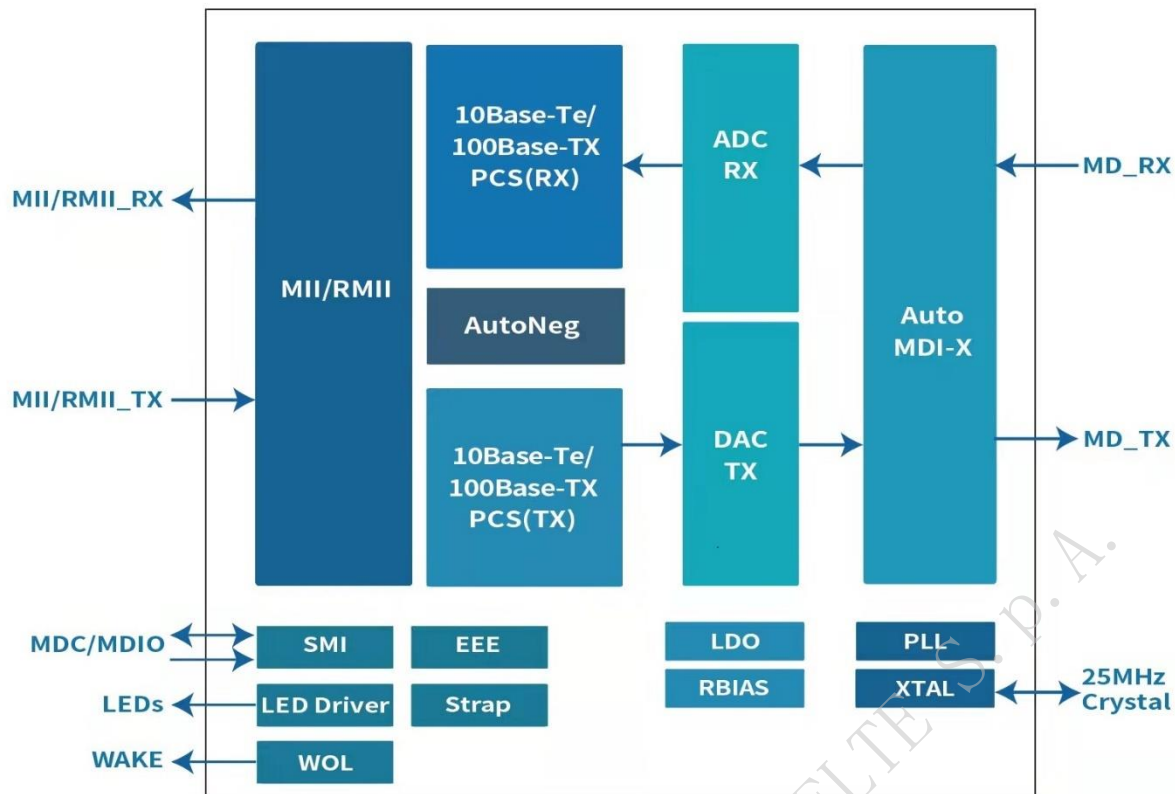 10Base-Te/
100Base-TX
PCS(RX)
ADC
RX
MD_RX
MII/RMII_RX
MII/RMII
AutoNeg
Auto
MDI-X
MII/RMII_TX
10Base-Te/
100Base-TX
PCS(TX)
DAC
TX
MD_TX
MDC/MDIO
SMI
EEE
LDO
PLL
LEDs
LED Driver
Strap
RBIAS
XTAL
25MHz
Crystal
WAKE
WOL
S. p. A.